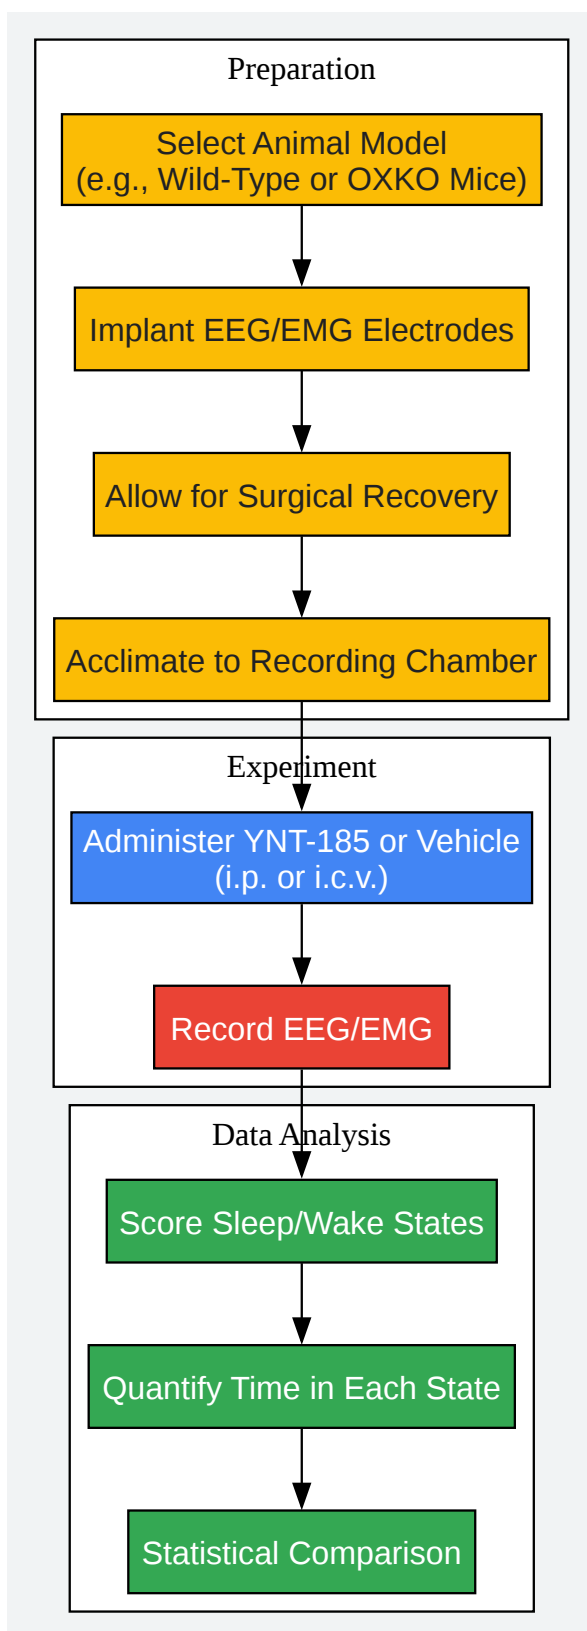 Preparation
Select Animal Model
(e.g., Wild-Type or OXKO Mice)
Implant EEG/EMG Electrodes
Allow for Surgical Recovery
Acclimate to Recording Chamber
Experiment
Administer YNT-185 or Vehicle
(i.p. or i.c.v.)
Record EEG/EMG
Data Analysis
Score Sleep/Wake States
Quantify Time in Each State
Statistical Comparison